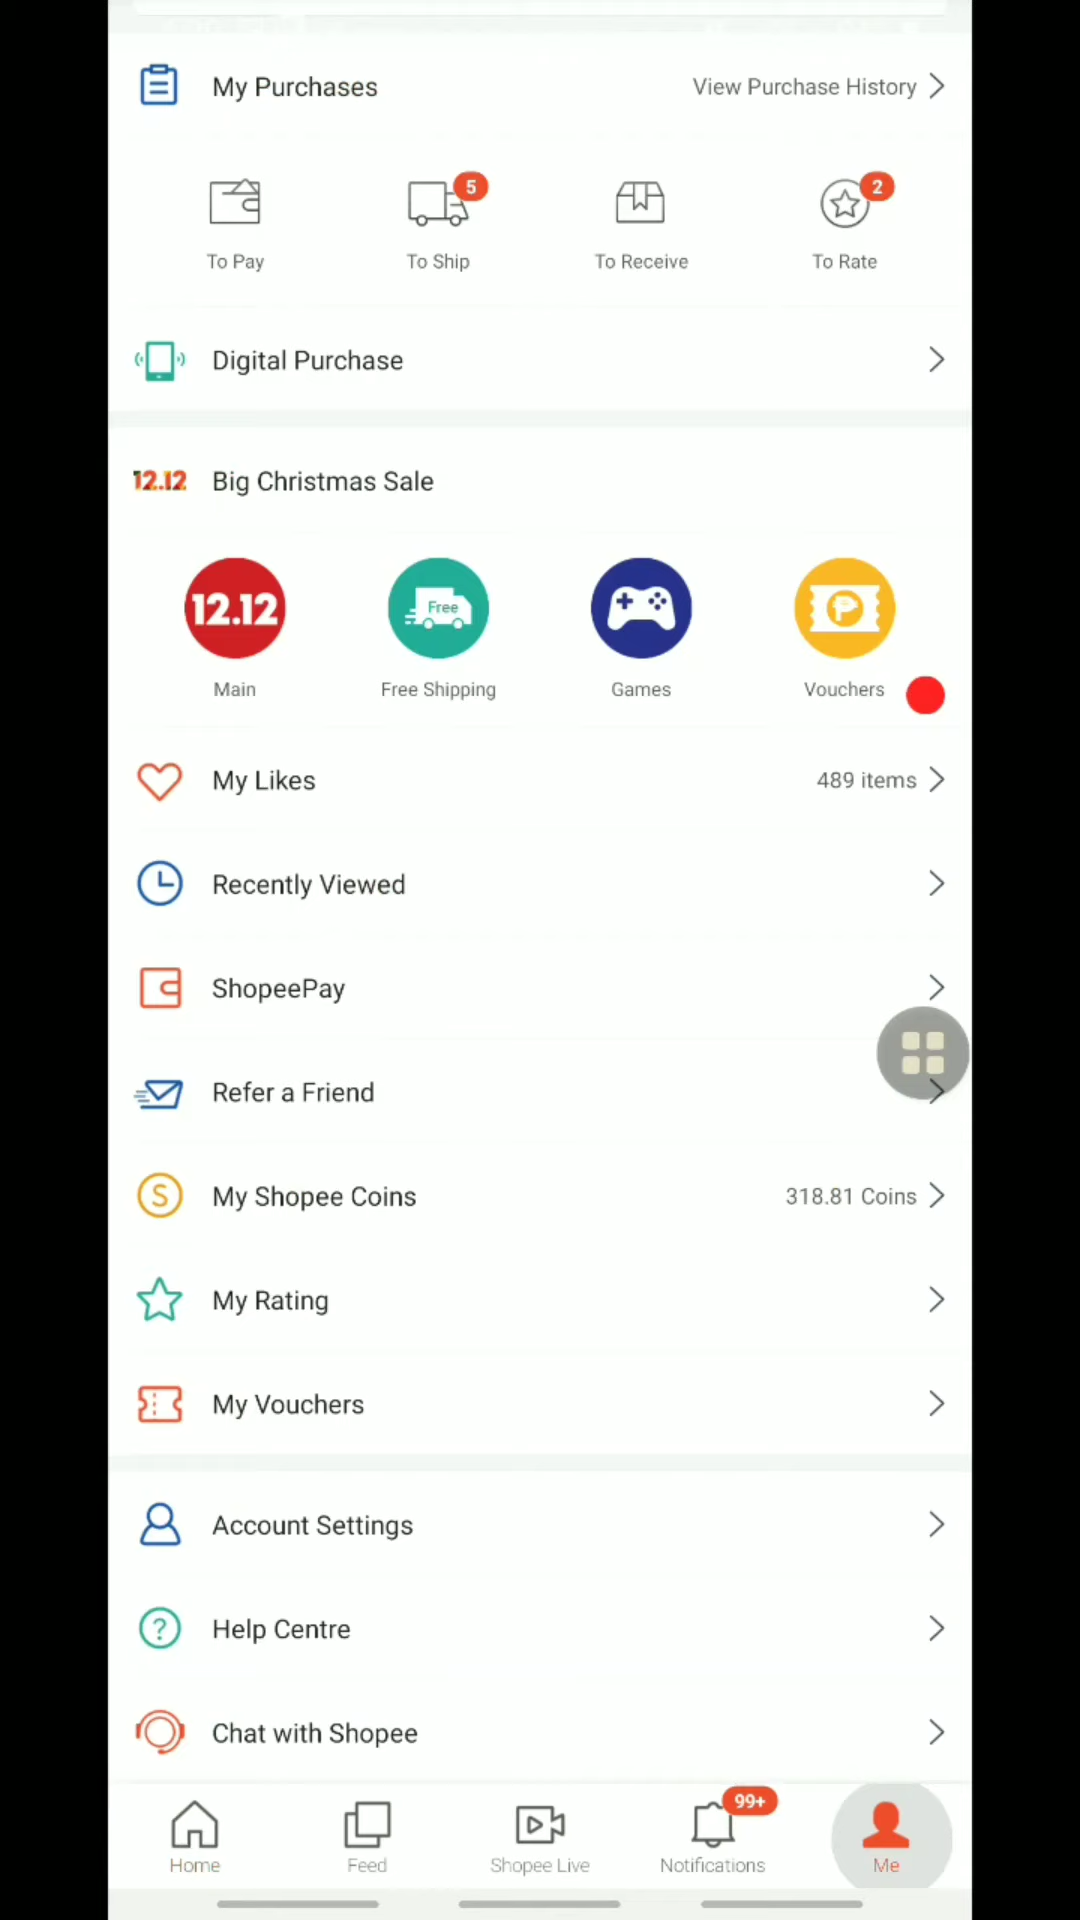 My Purchases
View Purchase History
5
2
To Pay
To Ship
To Receive
To Rate
Digital Purchase
12.12
Big Christmas Sale
12.12
Free
Main
Free Shipping
Games
Vouchers
My Likes
489 items
Recently Viewed
ShopeePay
Refer a Friend
S
My Shopee Coins
318.81 Coins
My Rating
My Vouchers
Account Settings
?
Help Centre
Chat with Shopee
99+
Home
Feed
Shopee Live
Notifications
Me